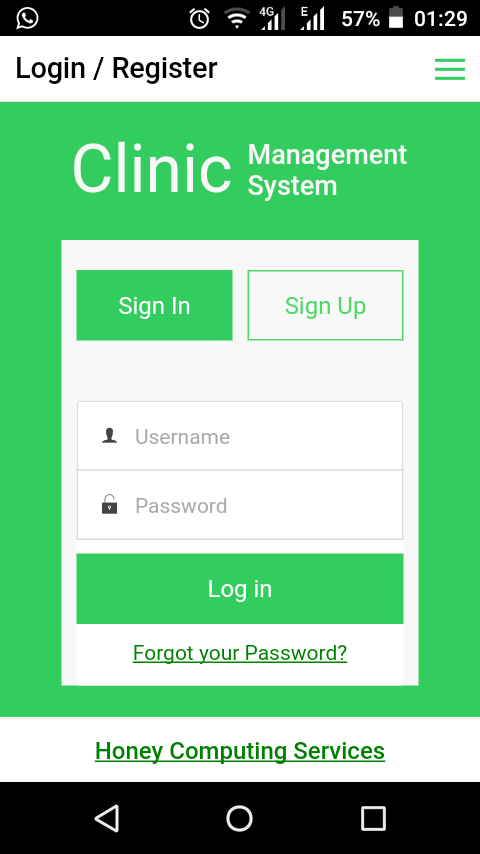 4G E 57% 01:29
Login / Register
Clinic Management
System
Sign In Sign Up
Username
Password
Log in
Forgot your Password?
Honey Computing Services